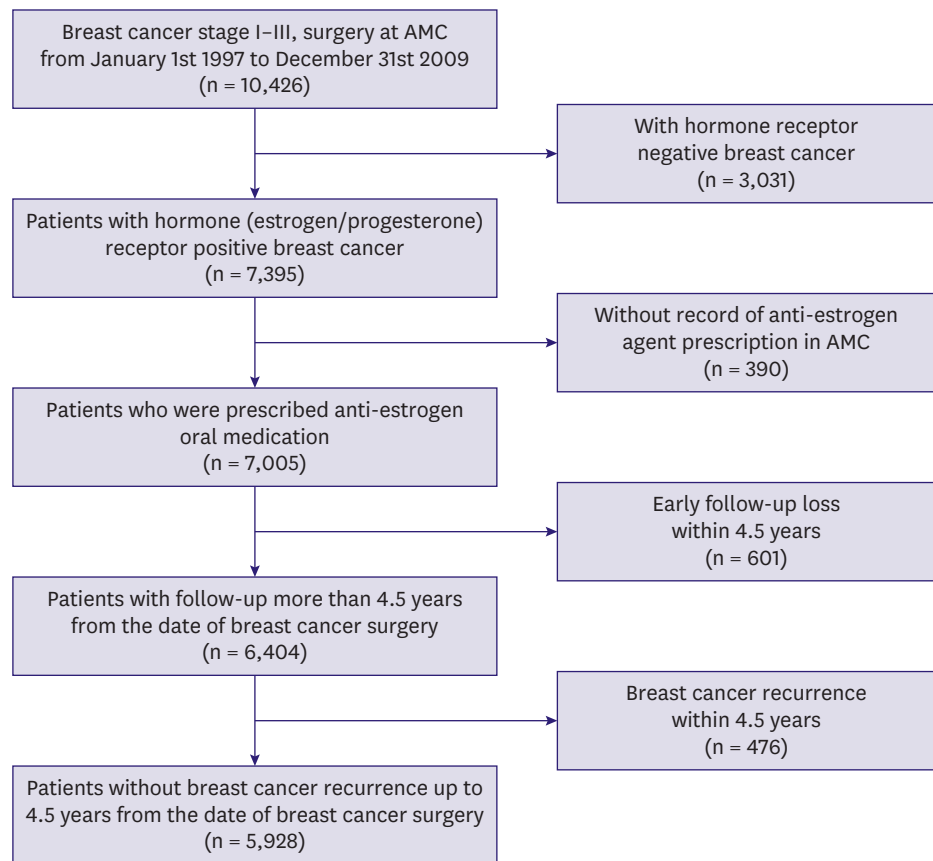 Breast cancer stage I–III, surgery at AMC
from January 1st 1997 to December 31st 2009
(n = 10,426)
With hormone receptor
negative breast cancer
(n = 3,031)
Patients with hormone (estrogen/progesterone)
receptor positive breast cancer
(n = 7,395)
Without record of anti-estrogen
agent prescription in AMC
(n = 390)
Patients who were prescribed anti-estrogen
oral medication
(n = 7,005)
Early follow-up loss
within 4.5 years
(n = 601)
Patients with follow-up more than 4.5 years
from the date of breast cancer surgery
(n = 6,404)
Breast cancer recurrence
within 4.5 years
(n = 476)
Patients without breast cancer recurrence up to
4.5 years from the date of breast cancer surgery
(n = 5,928)